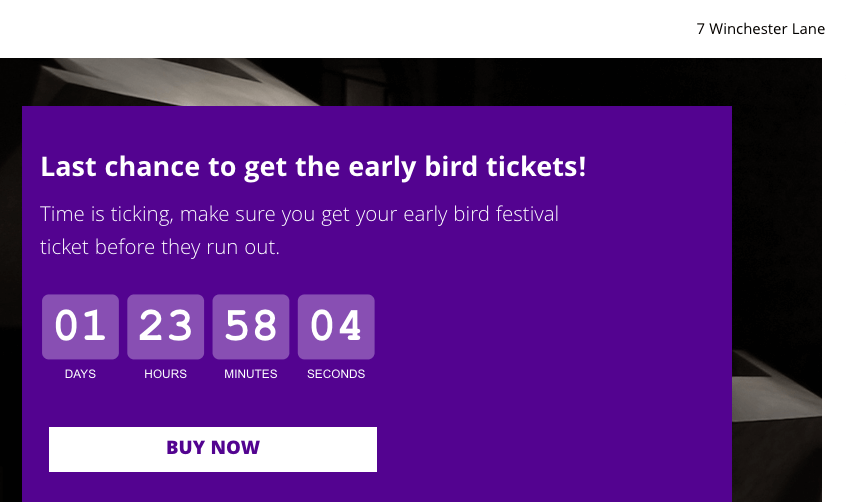 7 Winchester Lane
Last chance to get the early bird tickets!
Time is ticking, make sure you get your early bird festival
ticket before they run out.
01 23 58 04
DAYS HOURS MINUTES SECONDS
BUY NOW